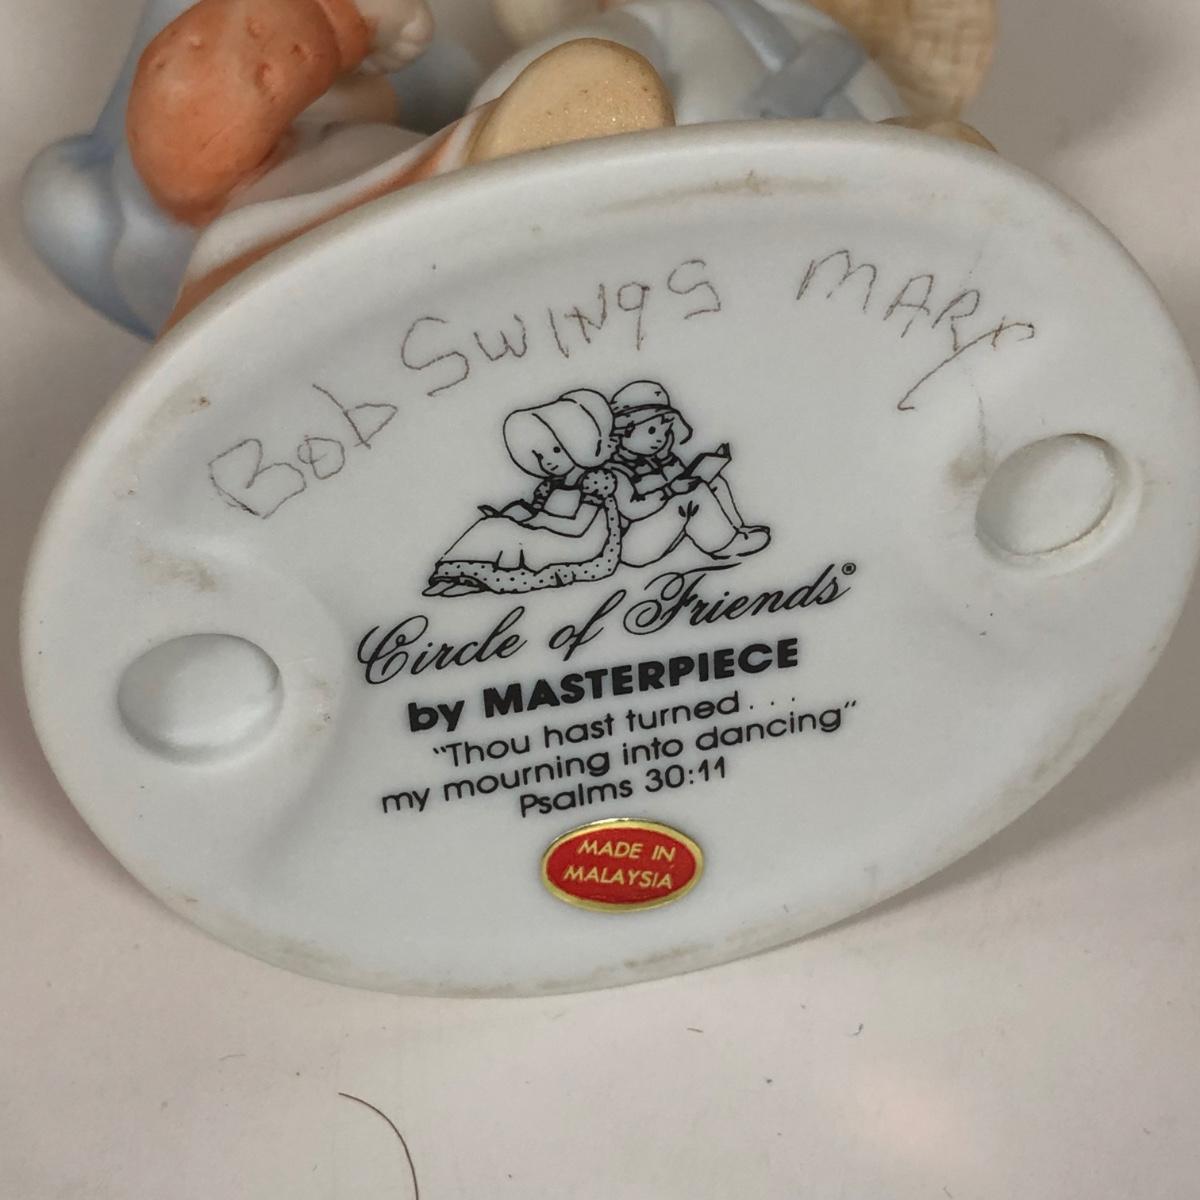 Bob Swings Mary
Circle of Friends®
by MASTERPIECE
"Thou hast turned. . .
my mourning into dancing"
Psalms 30:11
MADE IN
MALAYSIA